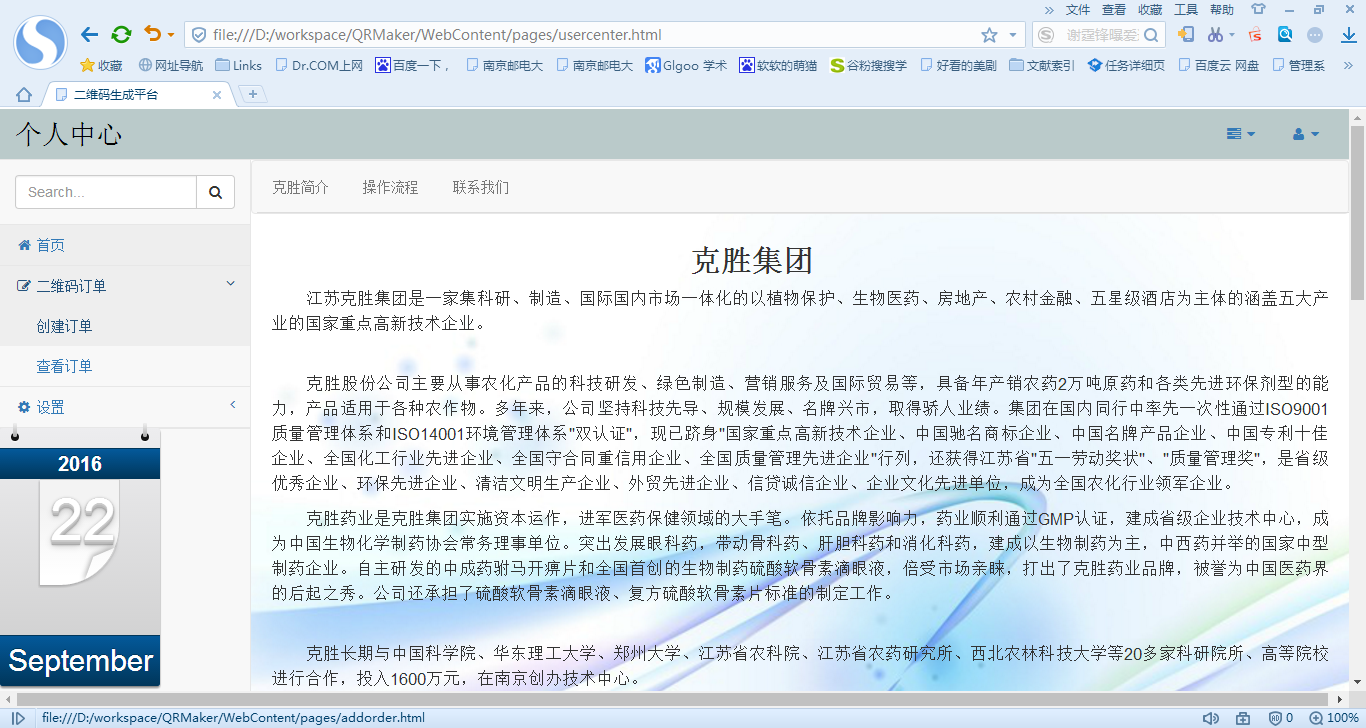 » 文件 查看 收藏 工具 帮助
file:///D:/workspace/QRMaker/WebContent/pages/usercenter.html
谢霆锋曝爱
收藏 网址导航 Links Dr.COM上网 百度一下， 南京邮电大 南京邮电大 Glgoo 学术 软软的萌猫 谷粉搜搜学 好看的美剧 文献索引 任务详细页 百度云 网盘 管理系 »
二维码生成平台 × +
个人中心
Search...
克胜简介 操作流程 联系我们
首页
二维码订单
创建订单
查看订单
设置
2016
22
September
克胜集团
江苏克胜集团是一家集科研、制造、国际国内市场一体化的以植物保护、生物医药、房地产、农村金融、五星级酒店为主体的涵盖五大产
业的国家重点高新技术企业。
克胜股份公司主要从事农化产品的科技研发、绿色制造、营销服务及国际贸易等，具备年产销农药2万吨原药和各类先进环保剂型的能
力，产品适用于各种农作物。多年来，公司坚持科技先导、规模发展、名牌兴市，取得骄人业绩。集团在国内同行中率先一次性通过ISO9001
质量管理体系和ISO14001环境管理体系"双认证"，现已跻身"国家重点高新技术企业、中国驰名商标企业、中国名牌产品企业、中国专利十佳
企业、全国化工行业先进企业、全国守合同重信用企业、全国质量管理先进企业"行列，还获得江苏省"五一劳动奖状"、"质量管理奖"，是省级
优秀企业、环保先进企业、清洁文明生产企业、外贸先进企业、信贷诚信企业、企业文化先进单位，成为全国农化行业领军企业。
克胜药业是克胜集团实施资本运作，进军医药保健领域的大手笔。依托品牌影响力，药业顺利通过GMP认证，建成省级企业技术中心，成
为中国生物化学制药协会常务理事单位。突出发展眼科药，带动骨科药、肝胆科药和消化科药，建成以生物制药为主，中西药并举的国家中型
制药企业。自主研发的中成药驸马开痹片和全国首创的生物制药硫酸软骨素滴眼液，倍受市场亲睐，打出了克胜药业品牌，被誉为中国医药界
的后起之秀。公司还承担了硫酸软骨素滴眼液、复方硫酸软骨素片标准的制定工作。
克胜长期与中国科学院、华东理工大学、郑州大学、江苏省农科院、江苏省农药研究所、西北农林科技大学等20多家科研院所、高等院校
进行合作，投入1600万元，在南京创办技术中心。
file:///D:/workspace/QRMaker/WebContent/pages/addorder.html
0 100%